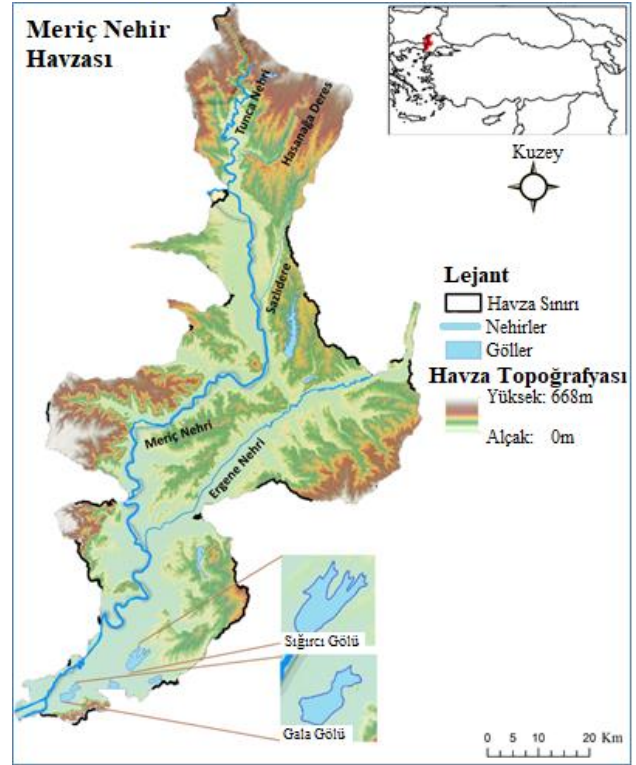 Meriç Nehir
Havzası
Kuzey
Tunca Nehri
Hasanağa Deres
Sazlıdere
Meriç Nehri
Ergene Nehri
Lejant
Havza Sınırı
Nehirler
Göller
Havza Topoğrafyası
Yüksek: 668m
Alçak: 0m
Sığırcı Gölü
Gala Gölü
0 5 10 20 Km